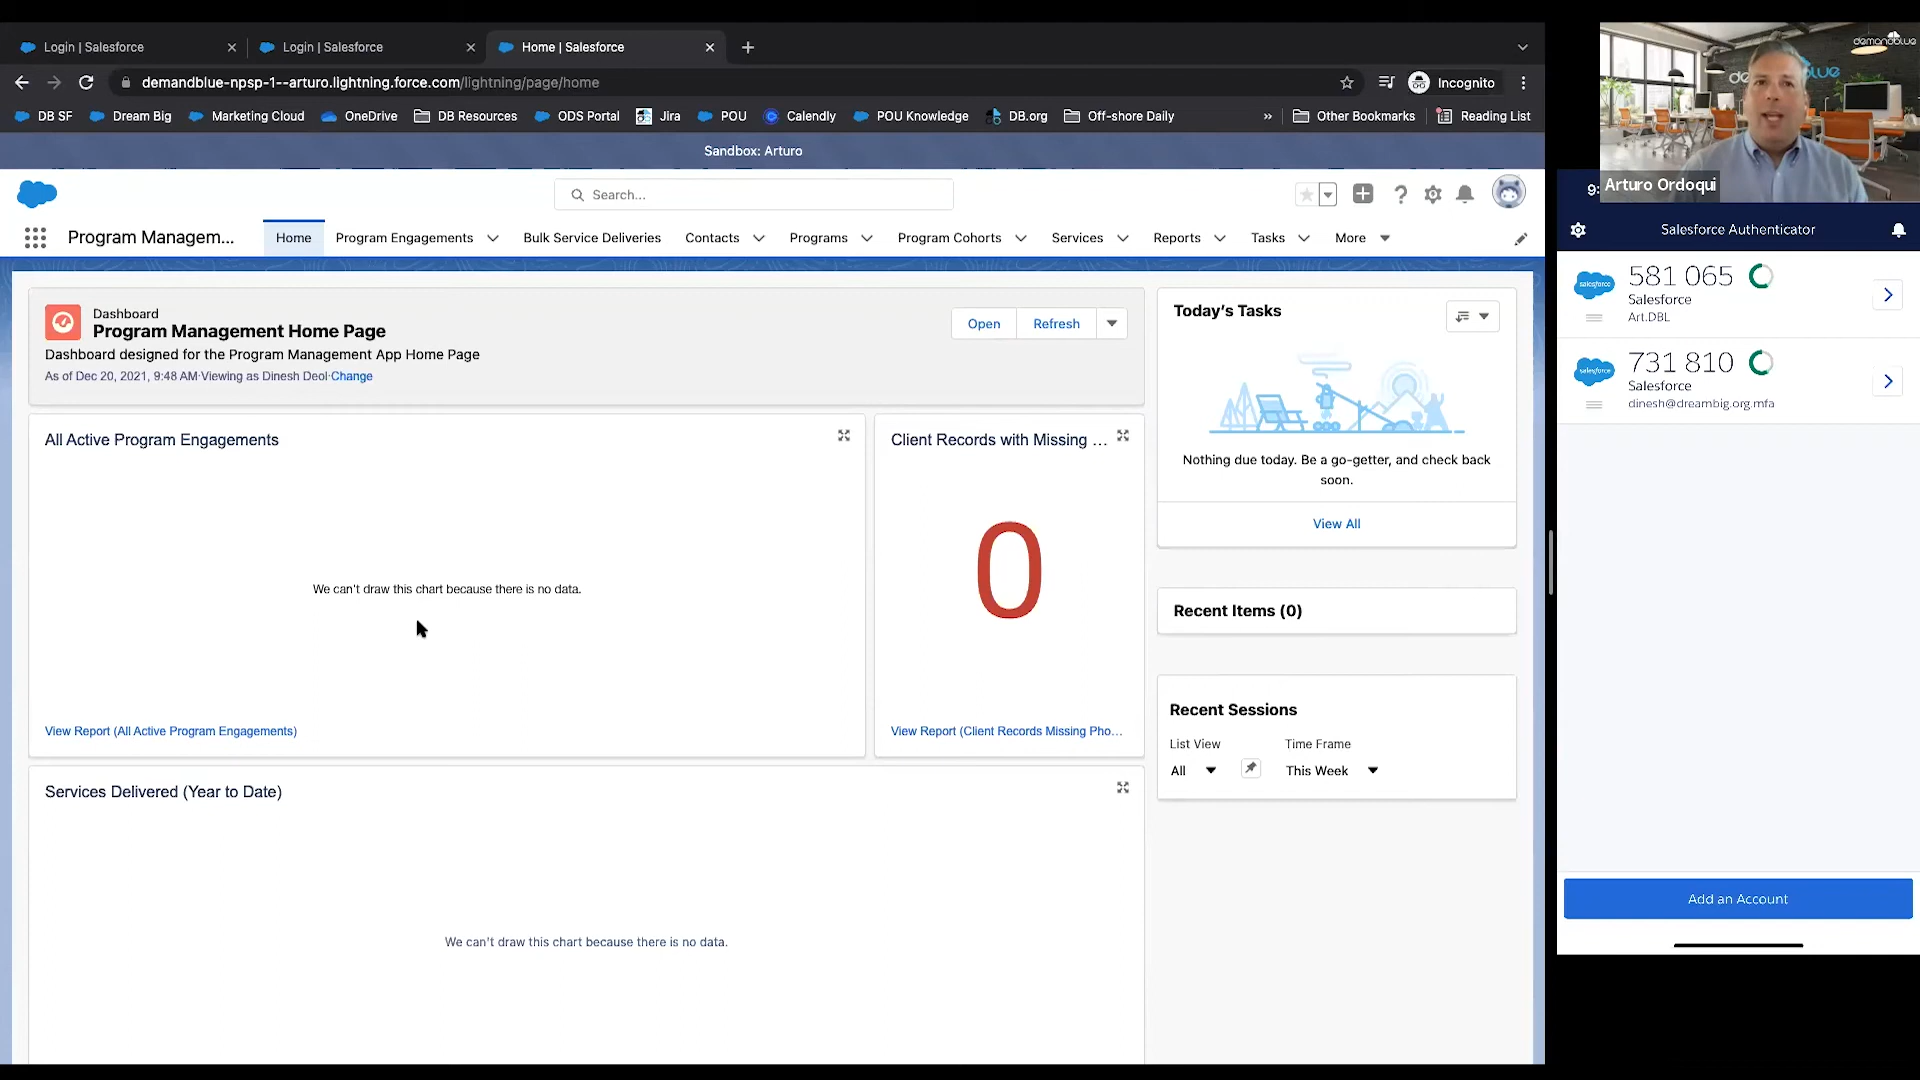 Login | Salesforce
Login | Salesforce
Home | Salesforce
demandblue-npsp-1--arturo.lightning.force.com/lightning/page/home
Incognito
DB SF
Dream Big
Marketing Cloud
OneDrive
DB Resources
ODS Portal
Jira
POU
Calendly
POU Knowledge
DB.org
Off-shore Daily
»
Other Bookmarks
Reading List
Sandbox: Arturo
Search...
Program Managem...
Home
Program Engagements
Bulk Service Deliveries
Contacts
Programs
Program Cohorts
Services
Reports
Tasks
More
Dashboard
Program Management Home Page
Dashboard designed for the Program Management App Home Page
As of Dec 20, 2021, 9:48 AM·Viewing as Dinesh Deol·Change
Open
Refresh
All Active Program Engagements
We can't draw this chart because there is no data.
View Report (All Active Program Engagements)
Client Records with Missing ...
0
View Report (Client Records Missing Pho...
Services Delivered (Year to Date)
We can't draw this chart because there is no data.
Today's Tasks
Nothing due today. Be a go-getter, and check back
soon.
View All
Recent Items (0)
Recent Sessions
List View
Time Frame
All
This Week
demandblue
Arturo Ordoqui
9:
Salesforce Authenticator
salesforce
581 065
Salesforce
Art.DBL
salesforce
731 810
Salesforce
dinesh@dreambig.org.mfa
Add an Account